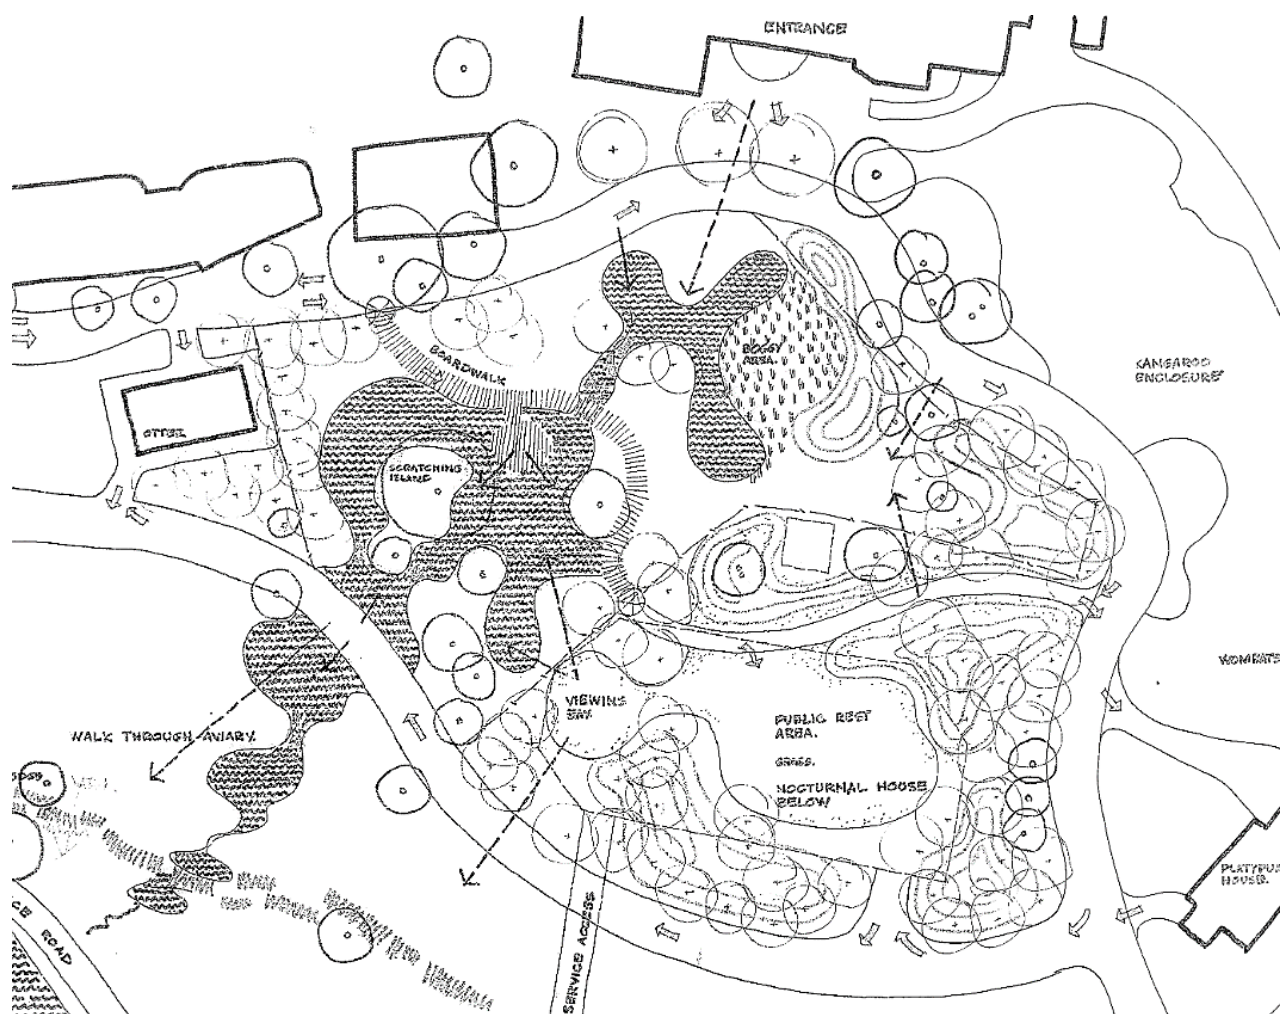 ENTRANCE
KANGAROO
ENCLOSURE
BOARDWALK
BOGGY
AREA.
OTTER
SCRATCHING
ISLAND
WOMBATS
VIEWING
BAY.
WALK THROUGH AVIARY.
PUBLIC REST
AREA.
GRASS.
NOCTURNAL HOUSE
BELOW
PLATYPUS
HOUSE.
CE ROAD
SERVICE ACCESS